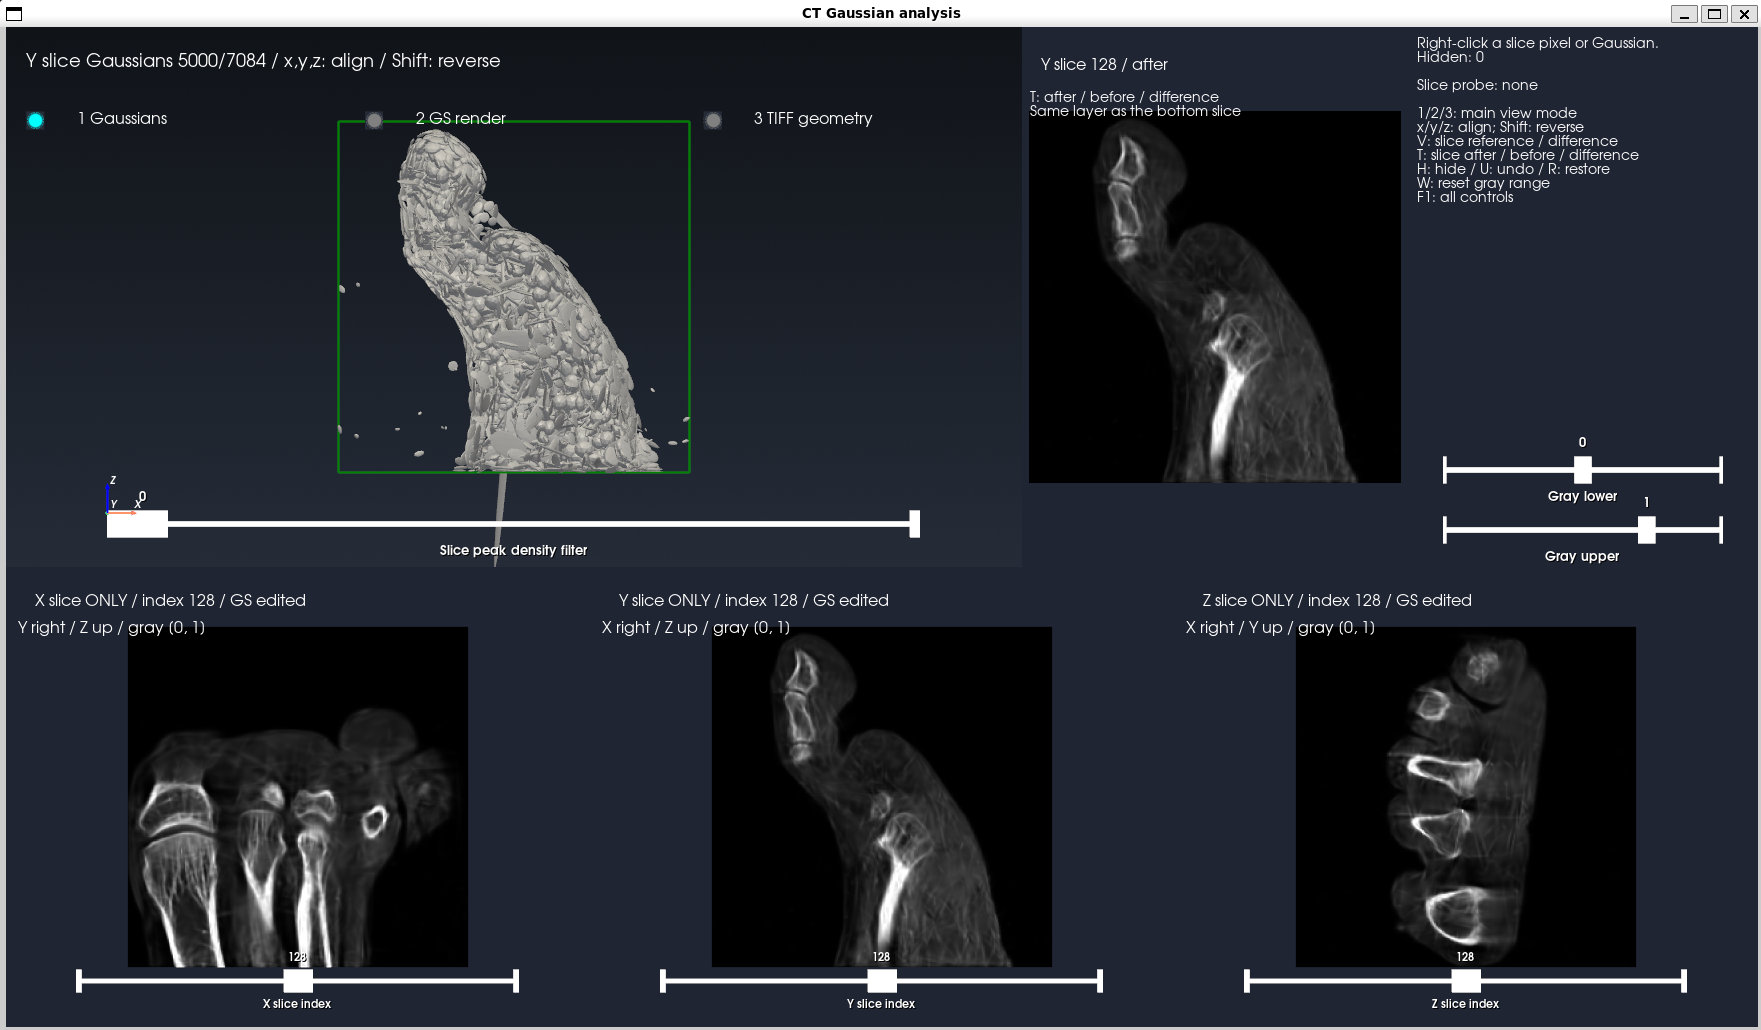 CT Gaussian analysis
Y slice Gaussians 5000/7084 / x,y,z: align / Shift: reverse
1 Gaussians
2 GS render
3 TIFF geometry
Z
Y
X
0
Slice peak density filter
Y slice 128 / after
T: after / before / difference
Same layer as the bottom slice
Right-click a slice pixel or Gaussian.
Hidden: 0
Slice probe: none
1/2/3: main view mode
x/y/z: align; Shift: reverse
V: slice reference / difference
T: slice after / before / difference
H: hide / U: undo / R: restore
W: reset gray range
F1: all controls
0
Gray lower
1
Gray upper
X slice ONLY / index 128 / GS edited
Y right / Z up / gray [0, 1]
128
X slice index
Y slice ONLY / index 128 / GS edited
X right / Z up / gray [0, 1]
128
Y slice index
Z slice ONLY / index 128 / GS edited
X right / Y up / gray [0, 1]
128
Z slice index